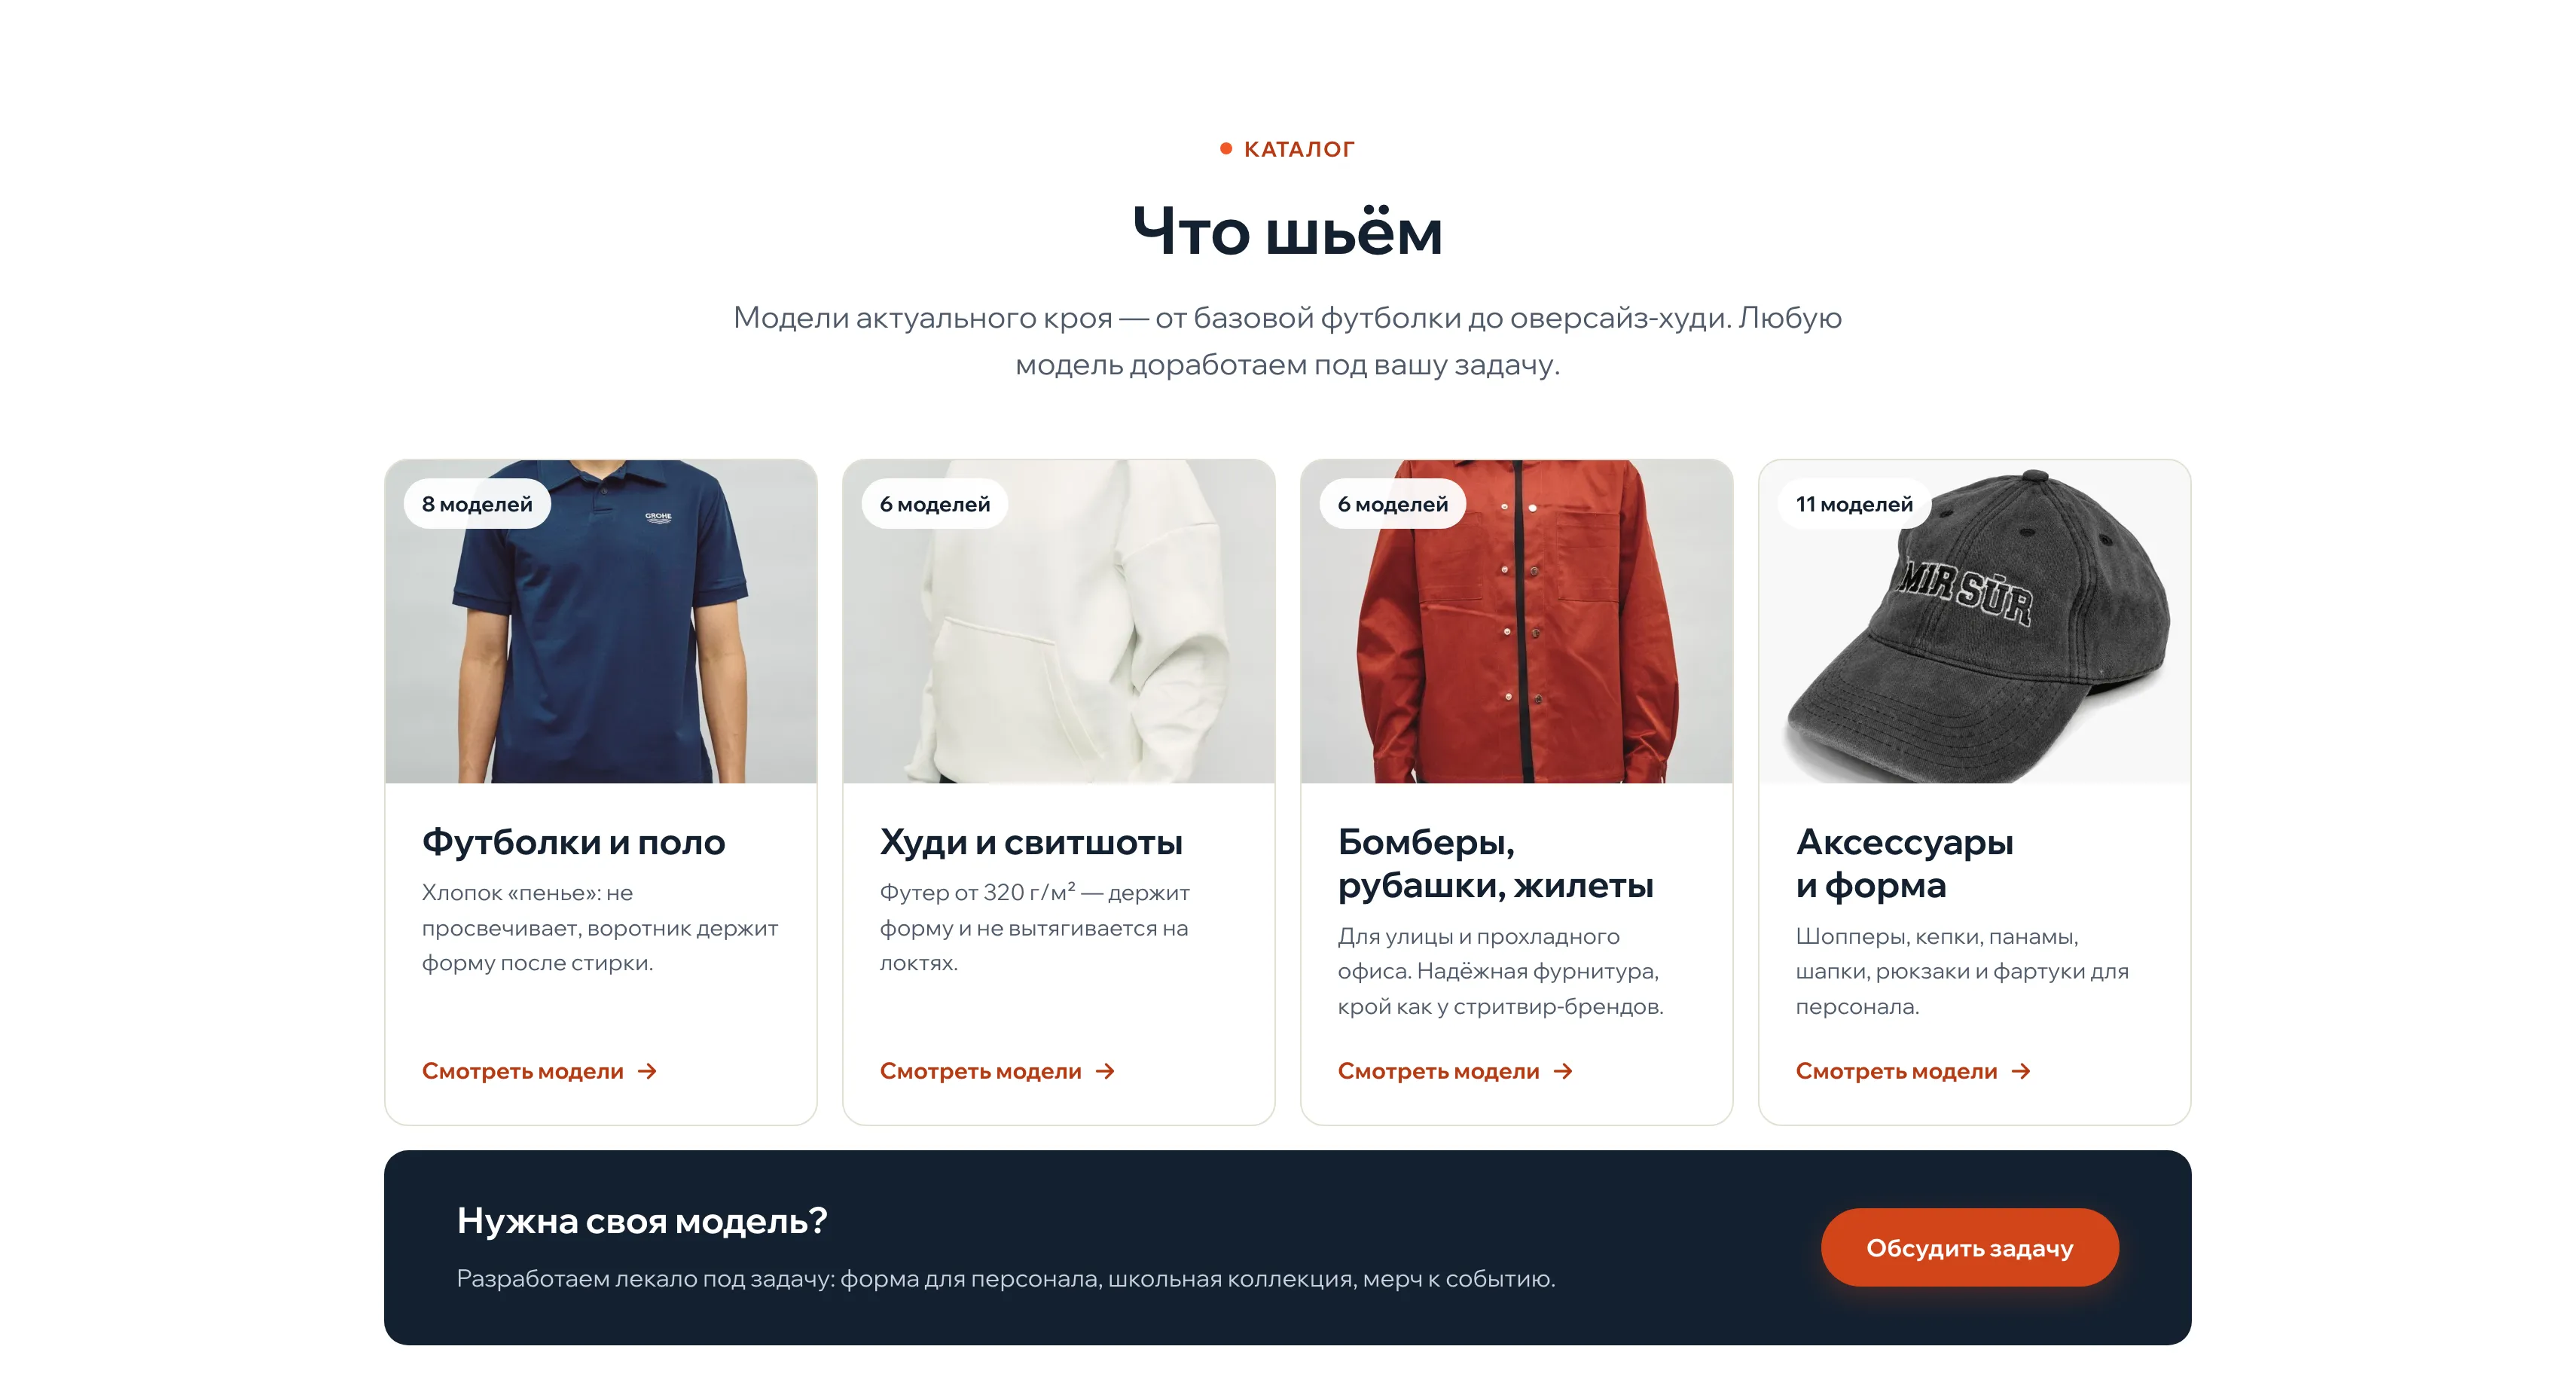 КАТАЛОГ
Что шьём
Модели актуального кроя — от базовой футболки до оверсайз-худи. Любую
модель доработаем под вашу задачу.
8 моделей
GROHE
6 моделей
6 моделей
11 моделей
MIR SŪR
Футболки и поло
Хлопок «пенье»: не
просвечивает, воротник держит
форму после стирки.
Смотреть модели →
Худи и свитшоты
Футер от 320 г/м² — держит
форму и не вытягивается на
локтях.
Смотреть модели →
Бомберы,
рубашки, жилеты
Для улицы и прохладного
офиса. Надёжная фурнитура,
крой как у стритвир-брендов.
Смотреть модели →
Аксессуары
и форма
Шопперы, кепки, панамы,
шапки, рюкзаки и фартуки для
персонала.
Смотреть модели →
Нужна своя модель?
Разработаем лекало под задачу: форма для персонала, школьная коллекция, мерч к событию.
Обсудить задачу